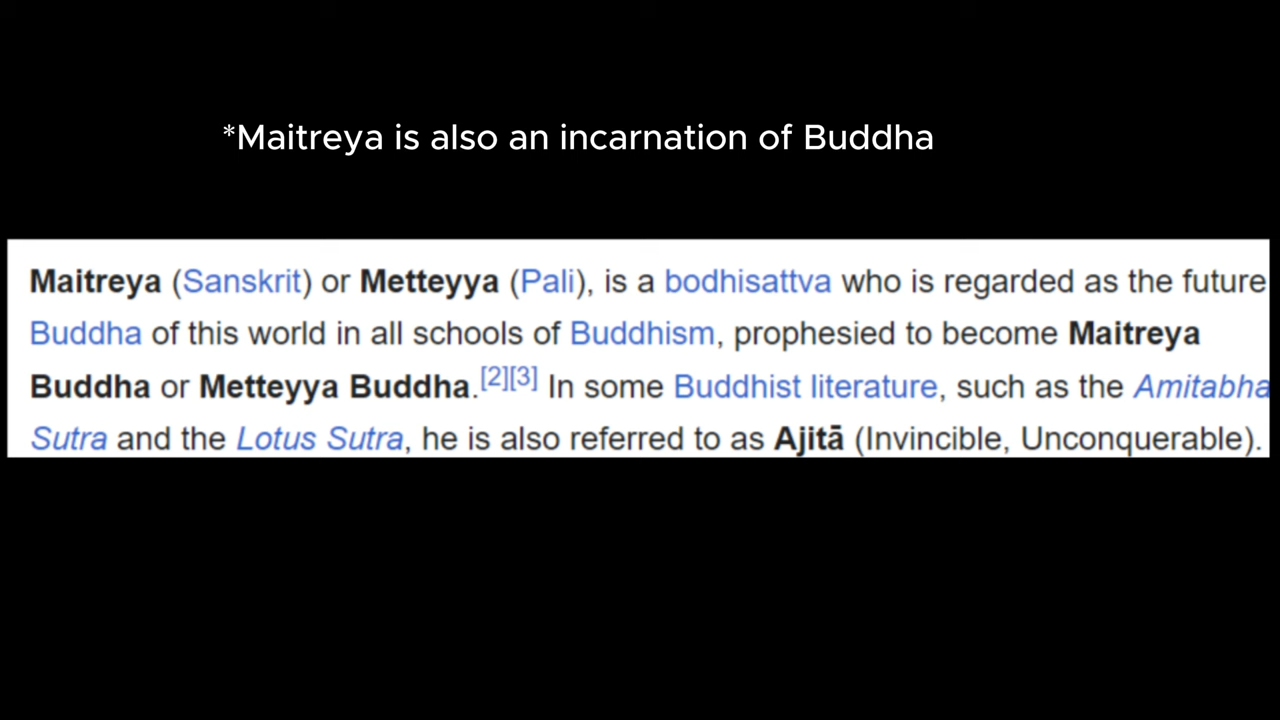 *Maitreya is also an incarnation of Buddha
Maitreya (Sanskrit) or Metteyya (Pali), is a bodhisattva who is regarded as the future
Buddha of this world in all schools of Buddhism, prophesied to become Maitreya
Buddha or Metteyya Buddha.[2][3] In some Buddhist literature, such as the Amitabha
Sutra and the Lotus Sutra, he is also referred to as Ajitā (Invincible, Unconquerable).